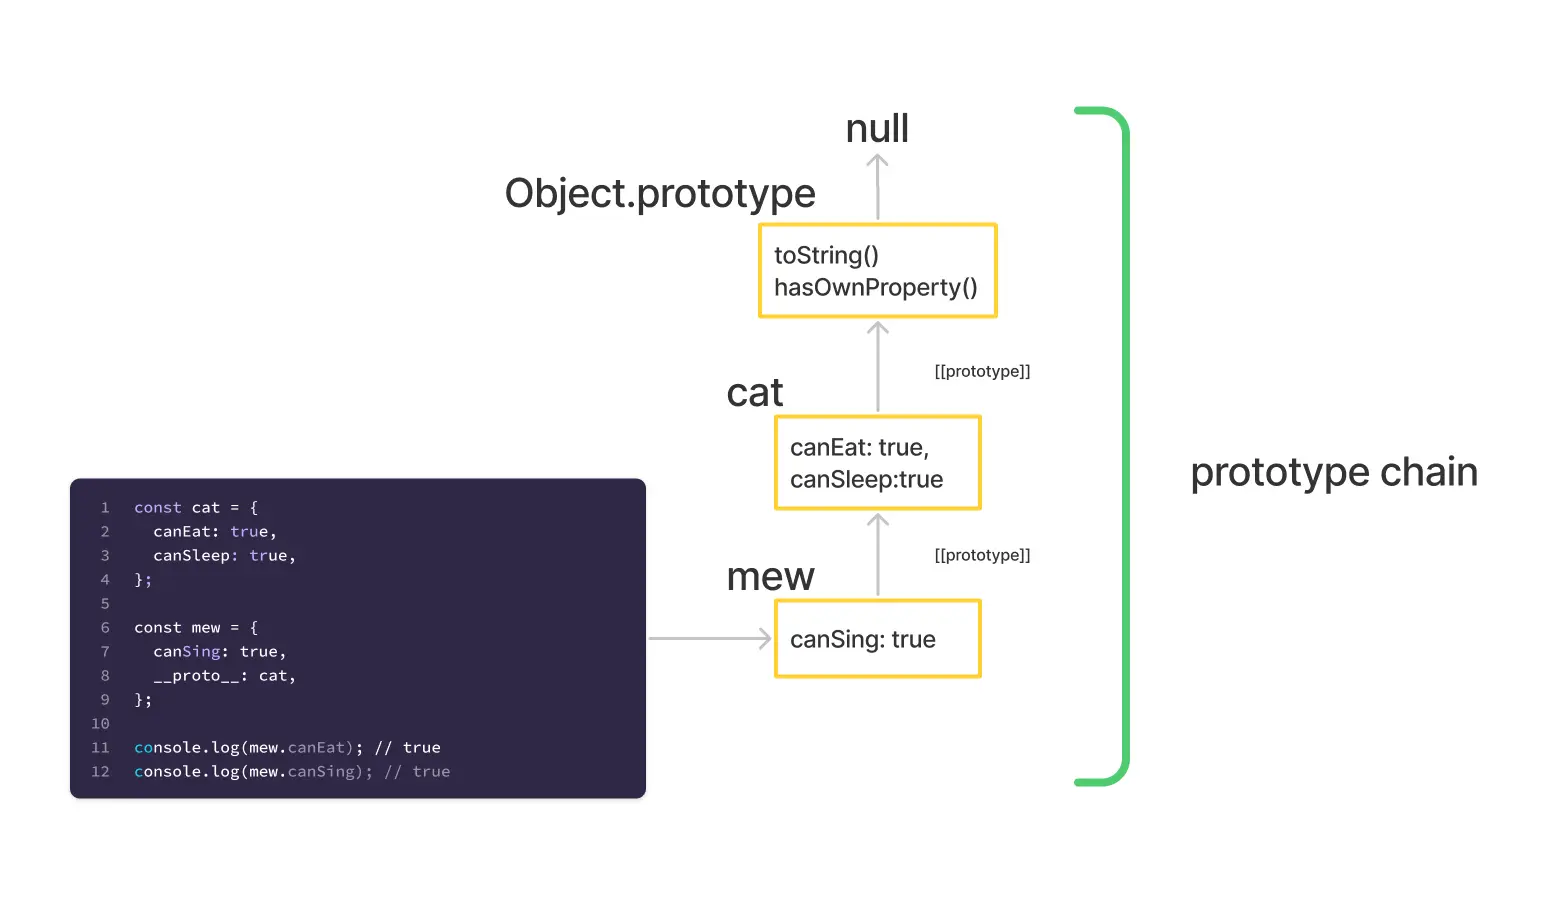 null
Object.prototype
toString()
hasOwnProperty()
[[prototype]]
cat
canEat: true,
canSleep:true
[[prototype]]
mew
canSing: true
prototype chain
1 const cat = {
2 canEat: true,
3 canSleep: true,
4 };
5
6 const mew = {
7 canSing: true,
8 __proto__: cat,
9 };
10
11 console.log(mew.canEat); // true
12 console.log(mew.canSing); // true